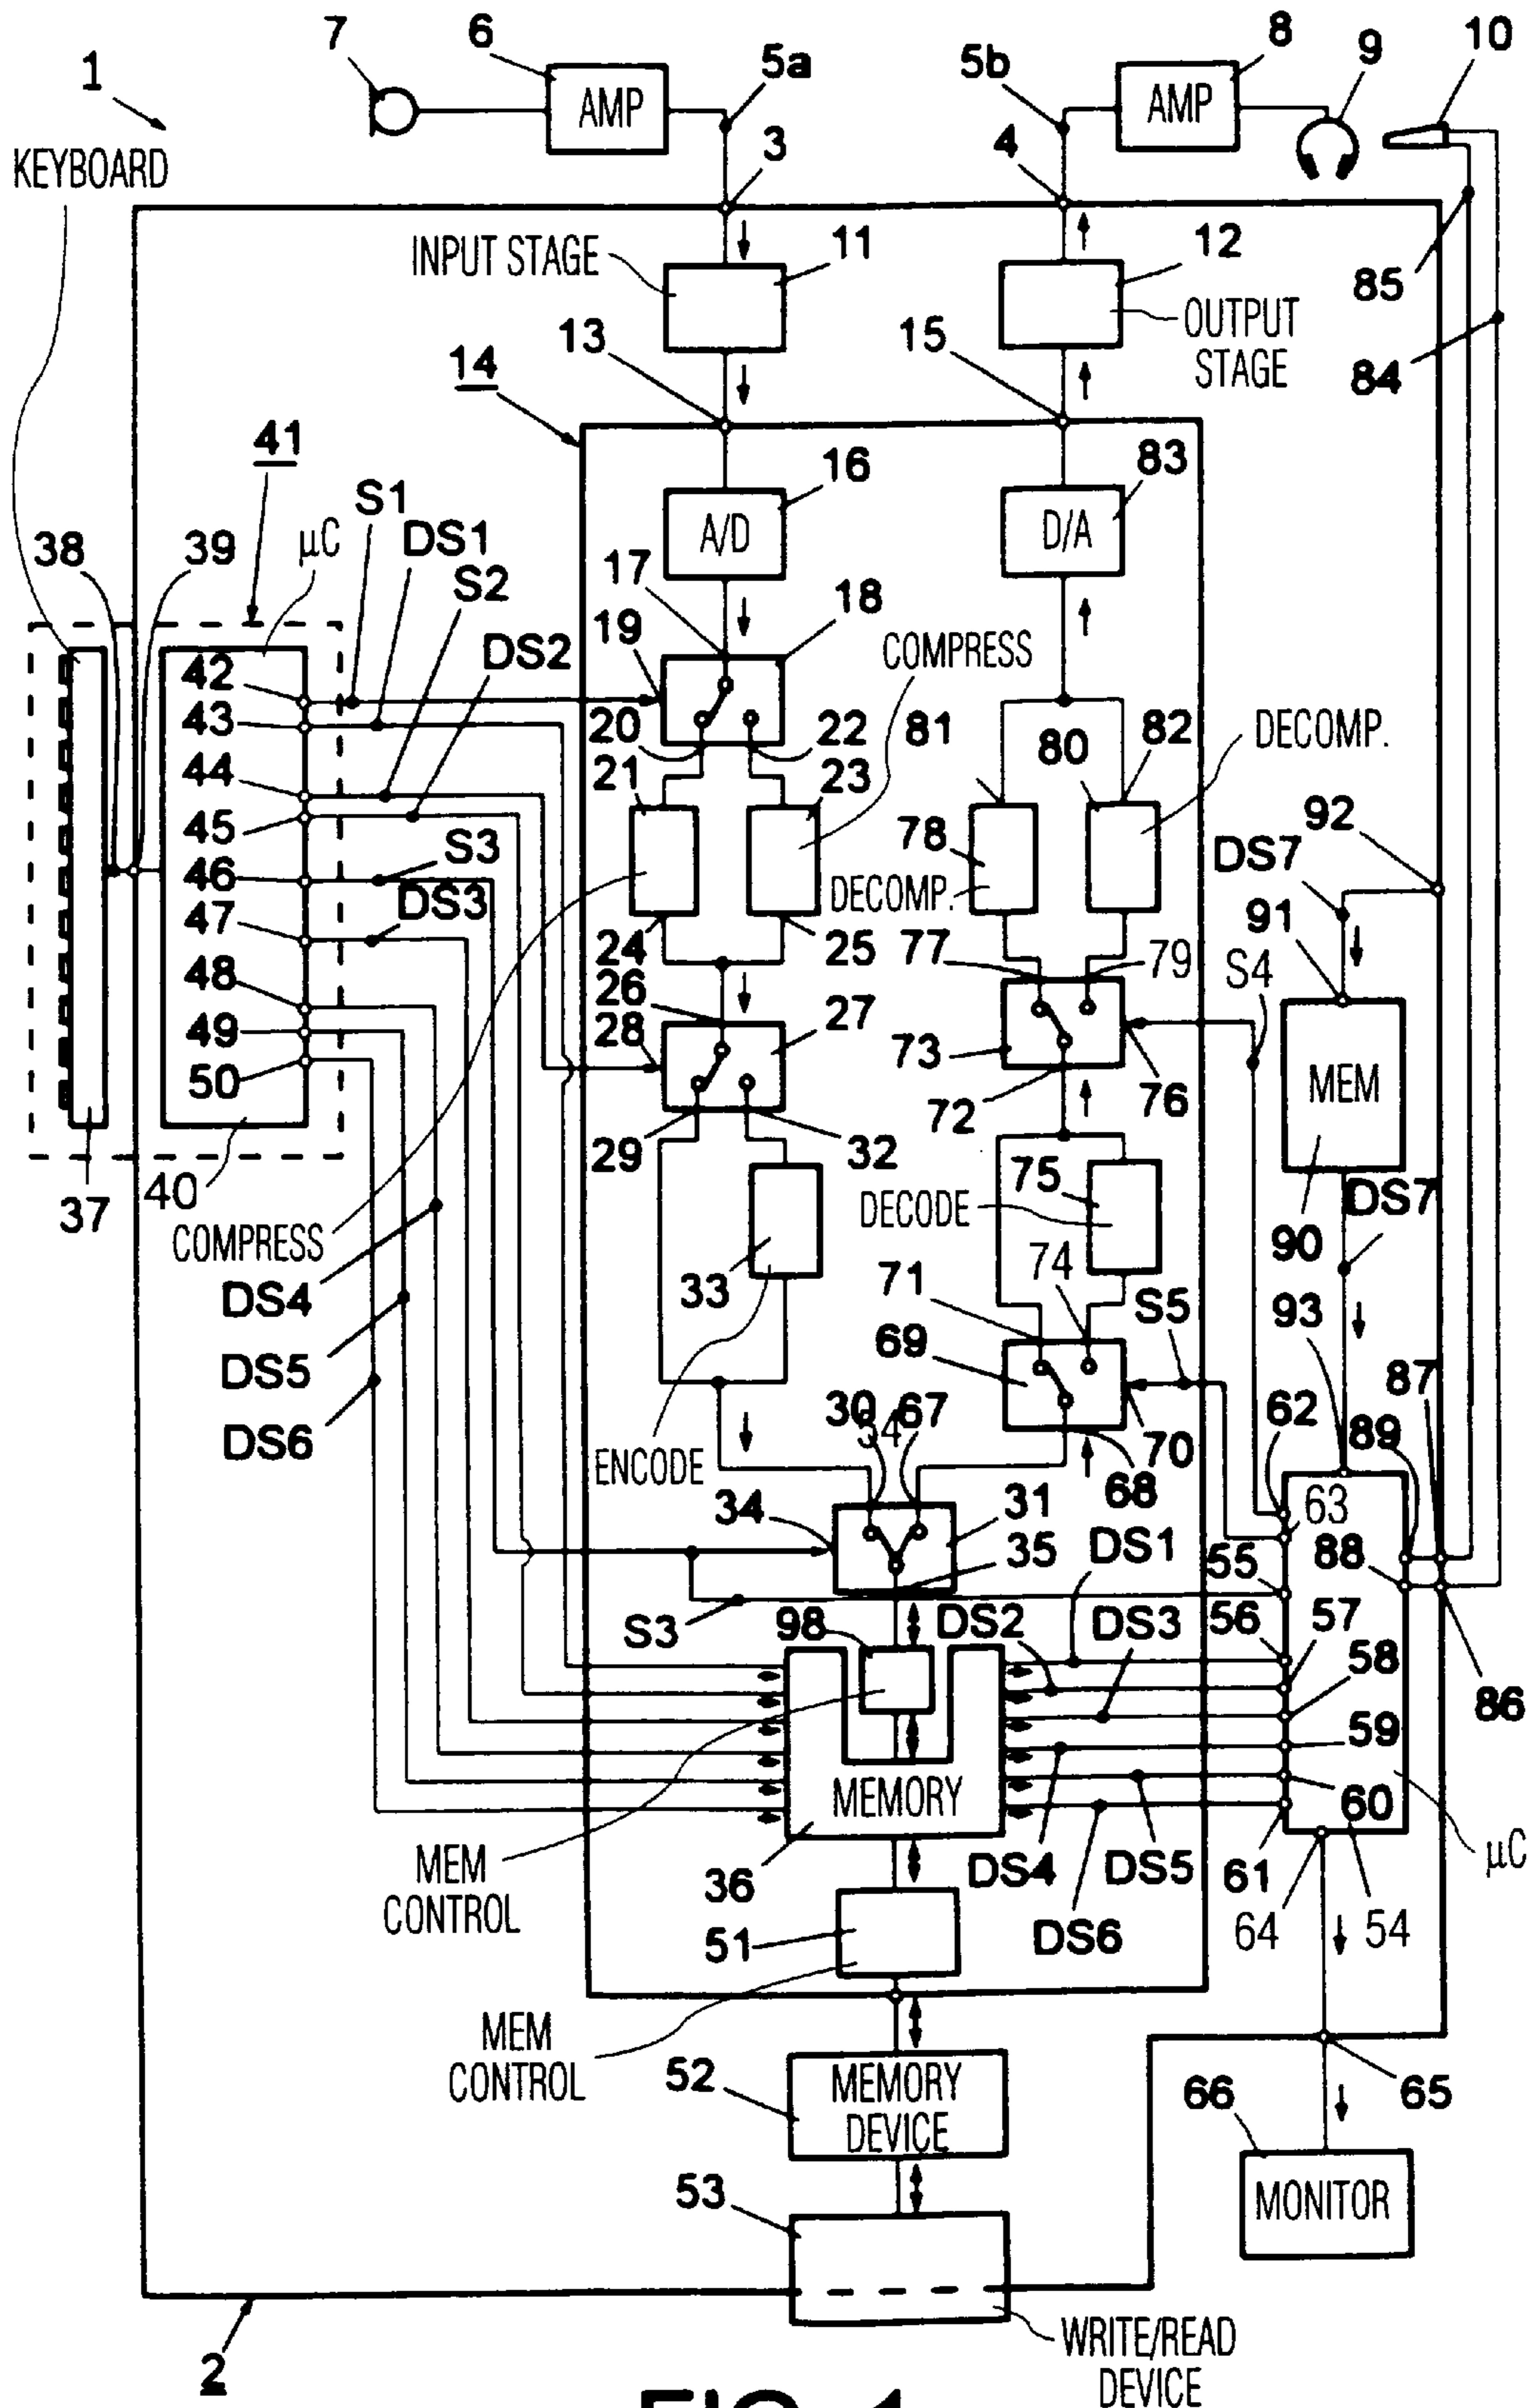 1
7
6
AMP
5a
5b
8
AMP
9
10
KEYBOARD
3
4
INPUT STAGE
11
12
OUTPUT
STAGE
85
84
13
15
14
41
S1
DS1
S2
DS2
μC
38
39
16
A/D
83
D/A
17
18
19
COMPRESS
42
43
44
45
46
47
48
49
50
S3
DS3
20
22
21
23
81
80
82
DECOMP.
78
DECOMP.
92
DS7
91
24
25
77
79
S4
26
27
28
73
72
76
MEM
29
32
37
40
COMPRESS
75
DECODE
74
71
90
DS7
33
DS4
DS5
DS6
ENCODE
69
S5
93
87
30
34
67
68
70
62
89
63
88
34
31
35
DS1
55
S3
98
DS2
DS3
56
57
58
59
60
61
86
MEMORY
MEM
CONTROL
36
DS4
DS5
DS6
64
54
μC
51
MEM
CONTROL
52
MEMORY
DEVICE
65
66
MONITOR
53
WRITE/READ
DEVICE
2
FIG. 1